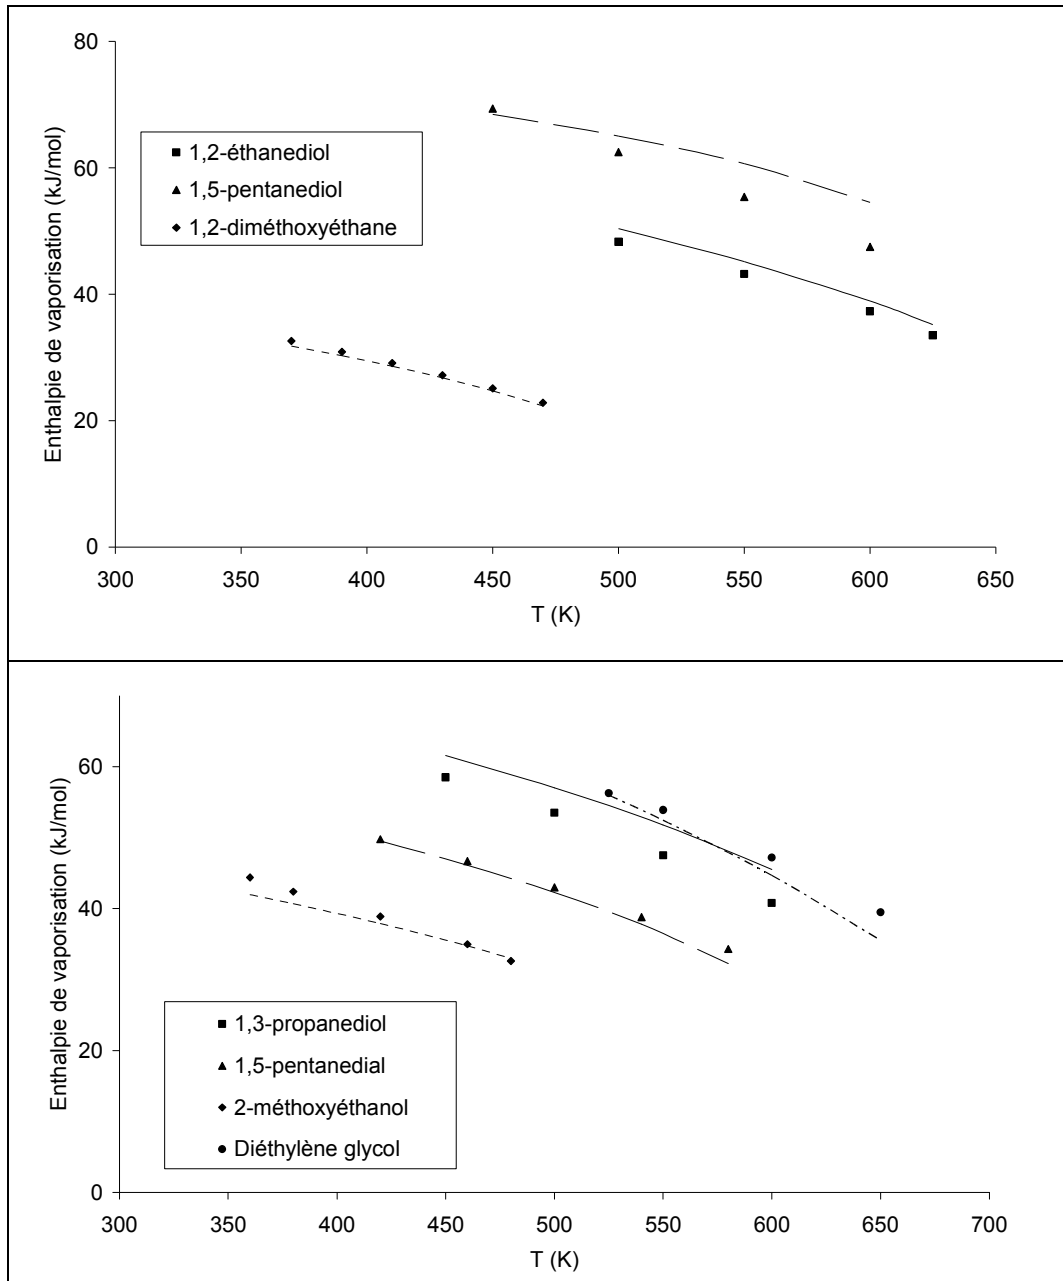 80
60
40
20
0
Enthalpie de vaporisation (kJ/mol)
1,2-éthanediol
1,5-pentanediol
1,2-diméthoxyéthane
300 350 400 450 500 550 600 650
T (K)
60
40
20
0
Enthalpie de vaporisation (kJ/mol)
1,3-propanediol
1,5-pentanedial
2-méthoxyéthanol
Diéthylène glycol
300 350 400 450 500 550 600 650 700
T (K)